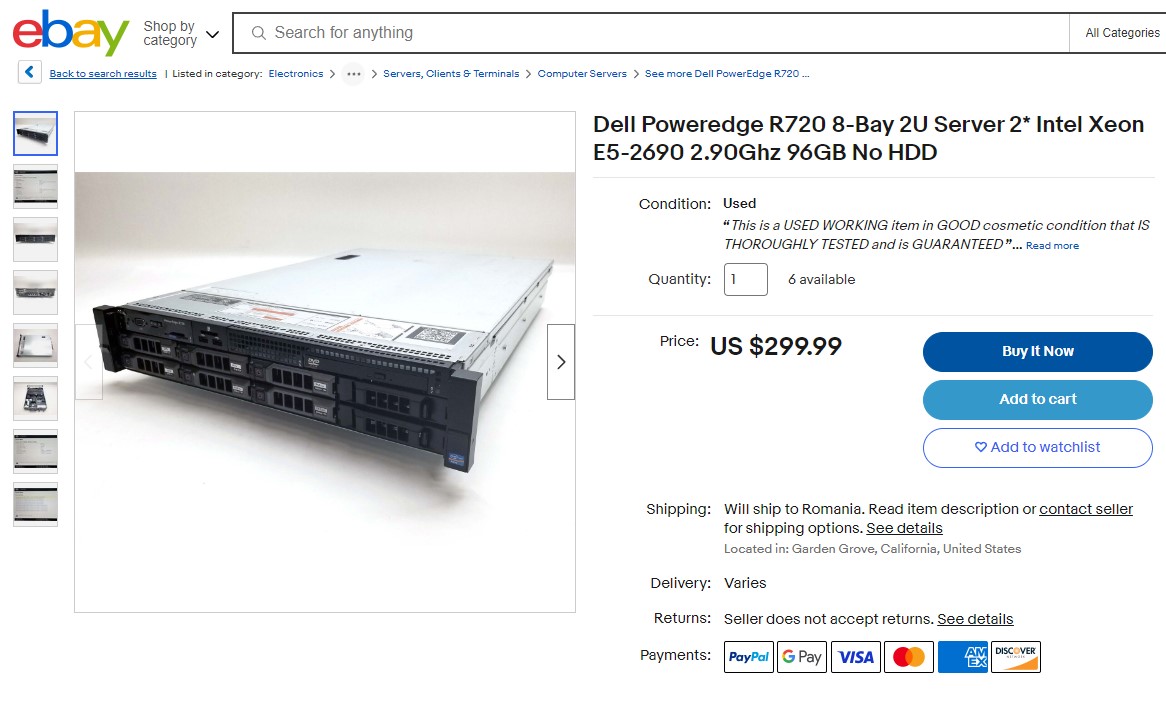 ebay
Shop by
category
Search for anything
All Categories
Back to search results | Listed in category: Electronics > ••• > Servers, Clients & Terminals > Computer Servers > See more Dell PowerEdge R720 ...
Dell Poweredge R720 8-Bay 2U Server 2* Intel Xeon
E5-2690 2.90Ghz 96GB No HDD
Condition: Used
“This is a USED WORKING item in GOOD cosmetic condition that IS
THOROUGHLY TESTED and is GUARANTEED”... Read more
Quantity: 1 6 available
Price: US $299.99
Buy It Now
Add to cart
Add to watchlist
DVD
Shipping: Will ship to Romania. Read item description or contact seller
for shipping options. See details
Located in: Garden Grove, California, United States
Delivery: Varies
Returns: Seller does not accept returns. See details
Payments: PayPal G Pay VISA AM EX DISCOVER